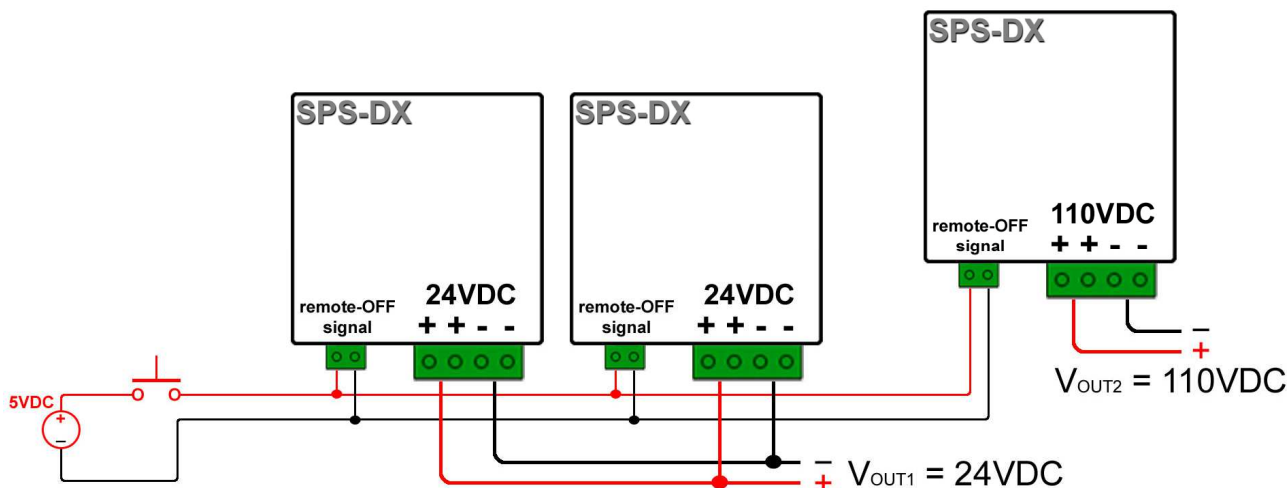 SPS-DX
remote-OFF
signal
110VDC
+ + - -
SPS-DX
remote-OFF
signal
24VDC
+ + - -
SPS-DX
remote-OFF
signal
24VDC
+ + - -
5VDC
+
−
−
+
VOUT2 = 110VDC
−
+
VOUT1 = 24VDC